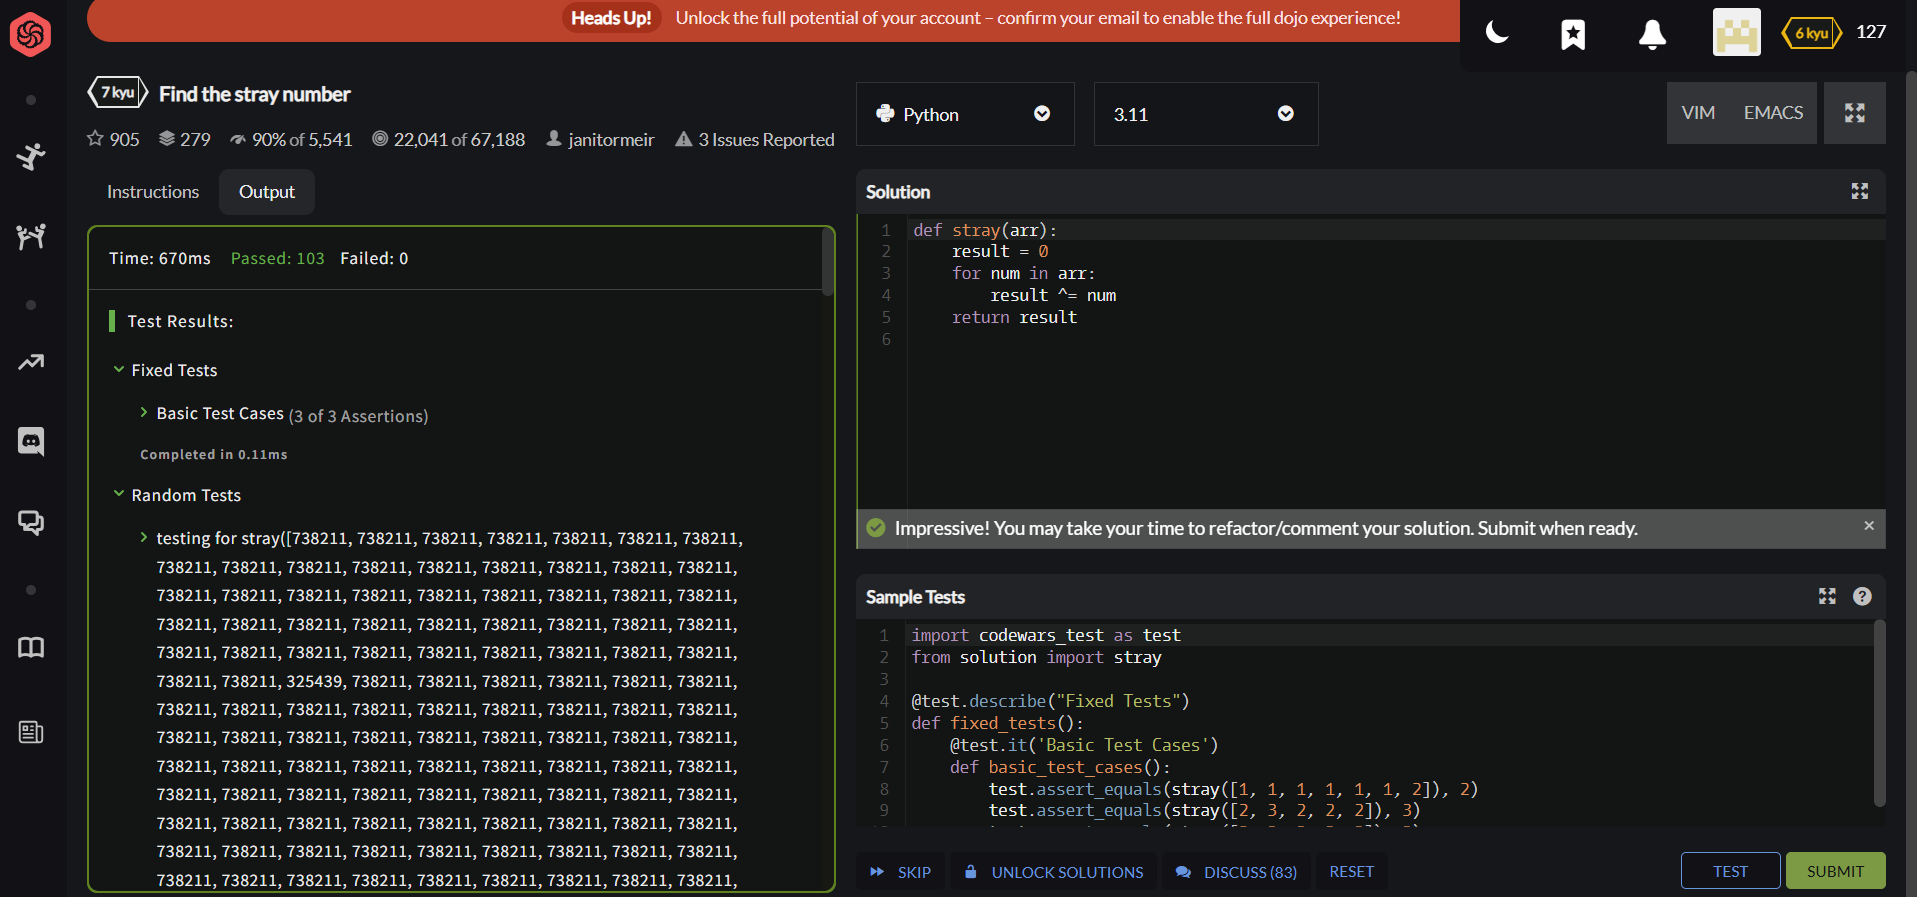 Heads Up! Unlock the full potential of your account – confirm your email to enable the full dojo experience!
6 kyu 127
7 kyu Find the stray number
905 279 90% of 5,541 22,041 of 67,188 janitormeir 3 Issues Reported
Python 3.11 VIM EMACS
Instructions Output
Time: 670ms Passed: 103 Failed: 0
Test Results:
Fixed Tests
Basic Test Cases (3 of 3 Assertions)
Completed in 0.11ms
Random Tests
testing for stray([738211, 738211, 738211, 738211, 738211, 738211, 738211,
738211, 738211, 738211, 738211, 738211, 738211, 738211, 738211, 738211,
738211, 738211, 738211, 738211, 738211, 738211, 738211, 738211, 738211,
738211, 738211, 738211, 738211, 738211, 738211, 738211, 738211, 738211,
738211, 738211, 738211, 738211, 738211, 738211, 738211, 738211, 738211,
738211, 738211, 325439, 738211, 738211, 738211, 738211, 738211, 738211,
738211, 738211, 738211, 738211, 738211, 738211, 738211, 738211, 738211,
738211, 738211, 738211, 738211, 738211, 738211, 738211, 738211, 738211,
738211, 738211, 738211, 738211, 738211, 738211, 738211, 738211, 738211,
738211, 738211, 738211, 738211, 738211, 738211, 738211, 738211, 738211,
738211, 738211, 738211, 738211, 738211, 738211, 738211, 738211, 738211,
738211, 738211, 738211, 738211, 738211, 738211, 738211, 738211, 738211,
738211, 738211, 738211, 738211, 738211, 738211, 738211, 738211, 738211,
Solution
1 def stray(arr):
2     result = 0
3     for num in arr:
4         result ^= num
5     return result
6
Impressive! You may take your time to refactor/comment your solution. Submit when ready.
Sample Tests
1 import codewars_test as test
2 from solution import stray
3
4 @test.describe("Fixed Tests")
5 def fixed_tests():
6     @test.it('Basic Test Cases')
7     def basic_test_cases():
8         test.assert_equals(stray([1, 1, 1, 1, 1, 1, 2]), 2)
9         test.assert_equals(stray([2, 3, 2, 2, 2]), 3)
SKIP UNLOCK SOLUTIONS DISCUSS (83) RESET TEST SUBMIT